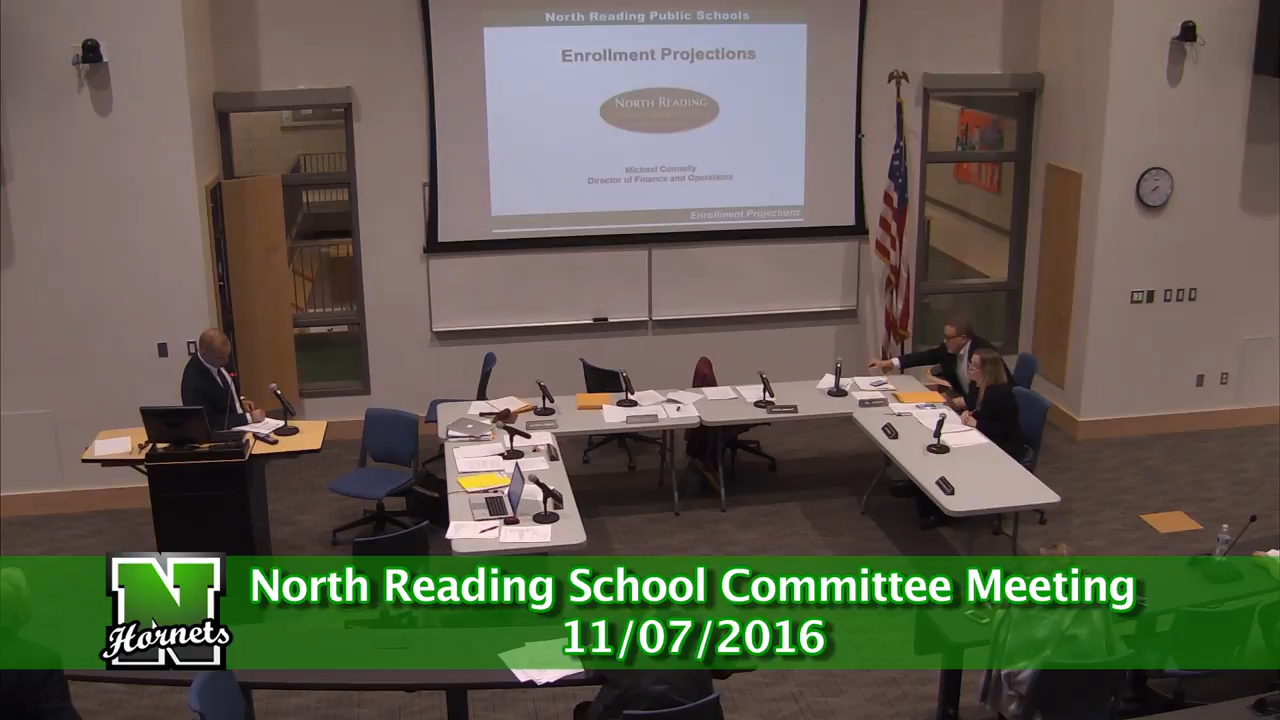 North Reading Public Schools
Enrollment Projections
NORTH READING
Michael Connelly
Director of Finance and Operations
Enrollment Projections
N
Hornets
North Reading School Committee Meeting
11/07/2016